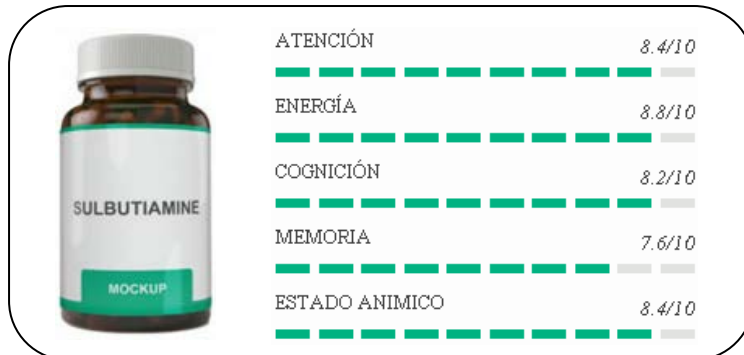 SULBUTIAMINE
MOCKUP
ATENCIÓN
8.4/10
ENERGÍA
8.8/10
COGNICIÓN
8.2/10
MEMORIA
7.6/10
ESTADO ANIMICO
8.4/10